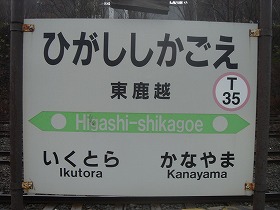 ひがししかごえ
東鹿越
T
35
Higashi-shikagoe
いくとら かなやま
Ikutora Kanayama